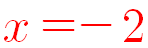 x = − 2